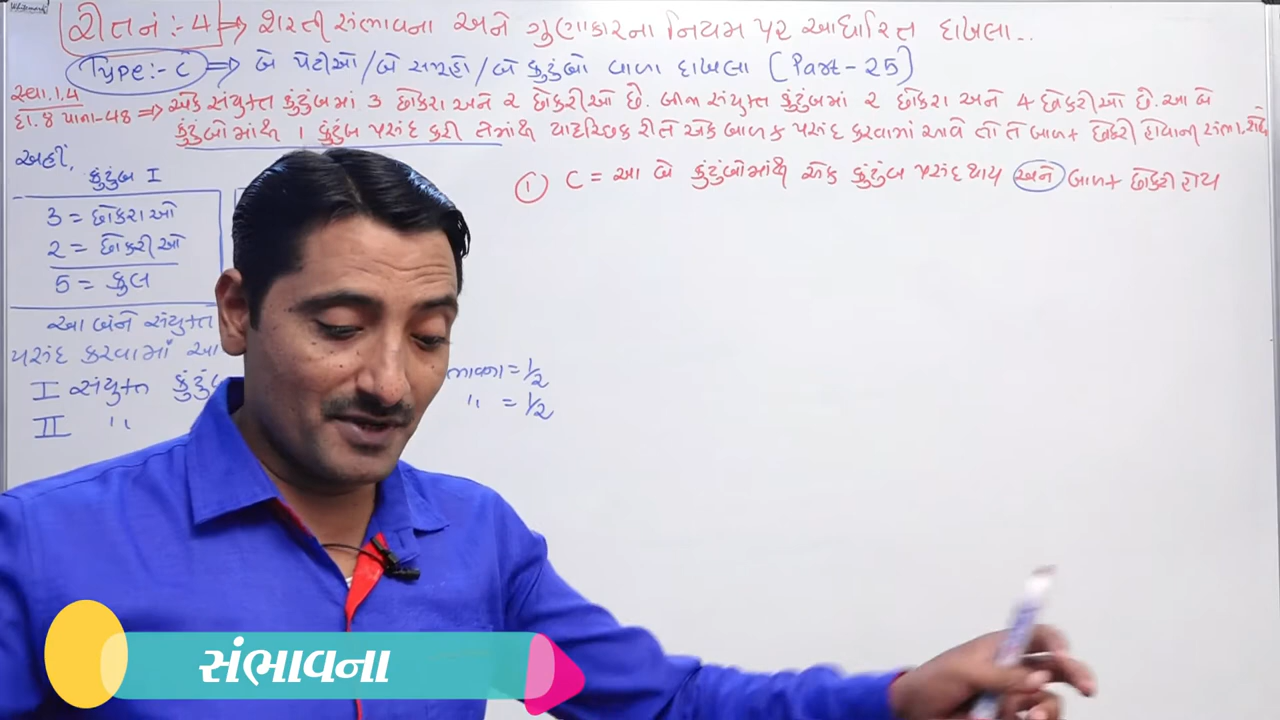 રીત નં :- 4 ⇒ શરતી સંભાવના અને ગુણાકારના નિયમ પર આધારિત દાખલા...
Type:- C ⇒ બે પેટીઓ / બે સમૂહો / બે કુટુંબો વાળા દાખલા (Part - 25)
સ્વા. 1.4
દા. 8 પાના-48 ⇒ એક સંયુક્ત કુટુંબમાં 3 છોકરા અને 2 છોકરીઓ છે. બીજા સંયુક્ત કુટુંબમાં 2 છોકરા અને 4 છોકરીઓ છે. આ બે
કુટુંબોમાંથી 1 કુટુંબ પસંદ કરી તેમાંથી યાદચ્છિક રીતે એક બાળક પસંદ કરવામાં આવે તો તે બાળક છોકરી હોવાની સંભા. શોધો
અહીં,
કુટુંબ I
① C = આ બે કુટુંબોમાંથી એક કુટુંબ પસંદ થાય અને બાળક છોકરી હોય
3 = છોકરાઓ
2 = છોકરીઓ
5 = કુલ
આ બંને સંયુક્ત
પસંદ કરવામાં આ
I સંયુક્ત કુટુંબ ભાવના = 1/2
II " " = 1/2
સંભાવના